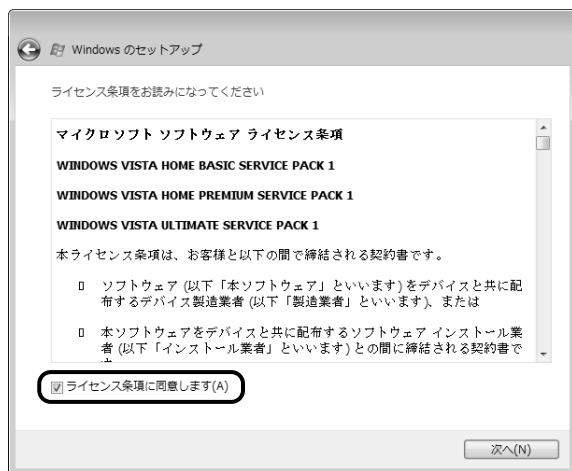 Windows のセットアップ
ライセンス条項をお読みになってください
マイクロソフト ソフトウェア ライセンス条項
WINDOWS VISTA HOME BASIC SERVICE PACK 1
WINDOWS VISTA HOME PREMIUM SERVICE PACK 1
WINDOWS VISTA ULTIMATE SERVICE PACK 1
本ライセンス条項は、お客様と以下の間で締結される契約書です。
ソフトウェア (以下「本ソフトウェア」といいます) をデバイスと共に配
布するデバイス製造業者 (以下「製造業者」といいます)、または
本ソフトウェアをデバイスと共に配布するソフトウェア インストール業
者 (以下「インストール業者」といいます) との間に締結される契約書で
ライセンス条項に同意します(A)
次へ(N)